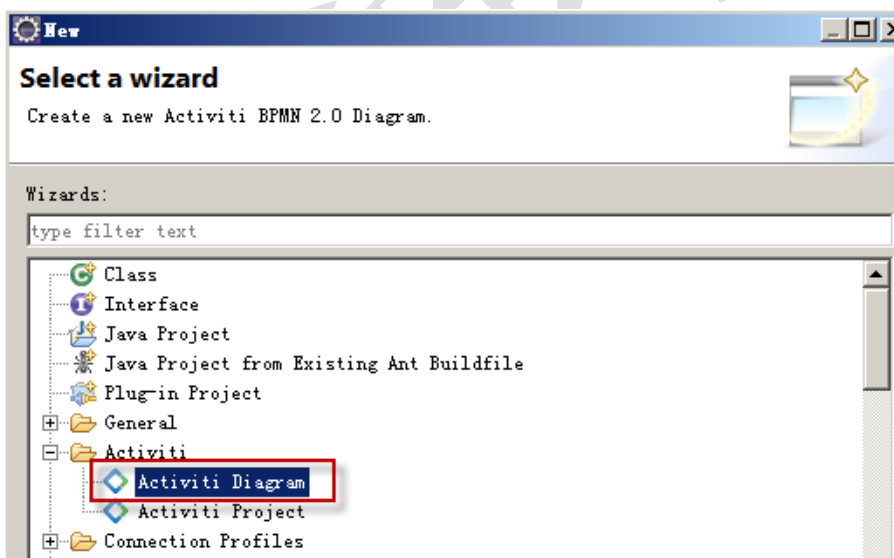 New
Select a wizard
Create a new Activiti BPMN 2.0 Diagram.
Wizards:
type filter text
Class
Interface
Java Project
Java Project from Existing Ant Buildfile
Plug-in Project
General
Activiti
Activiti Diagram
Activiti Project
Connection Profiles